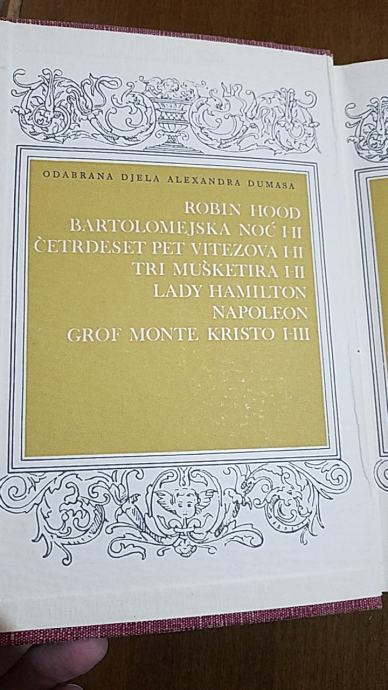 ODABRANA DJELA ALEXANDRA DUMASA
ROBIN HOOD
BARTOLOMEJSKA NOĆ I-II
ČETRDESET PET VITEZOVA I-II
TRI MUŠKETIRA I-II
LADY HAMILTON
NAPOLEON
GROF MONTE KRISTO I-III